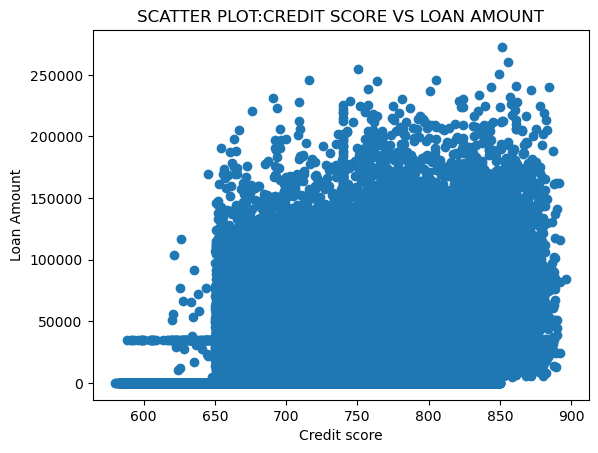 SCATTER PLOT:CREDIT SCORE VS LOAN AMOUNT
250000
200000
150000
100000
50000
0
Loan Amount
600 650 700 750 800 850 900
Credit score